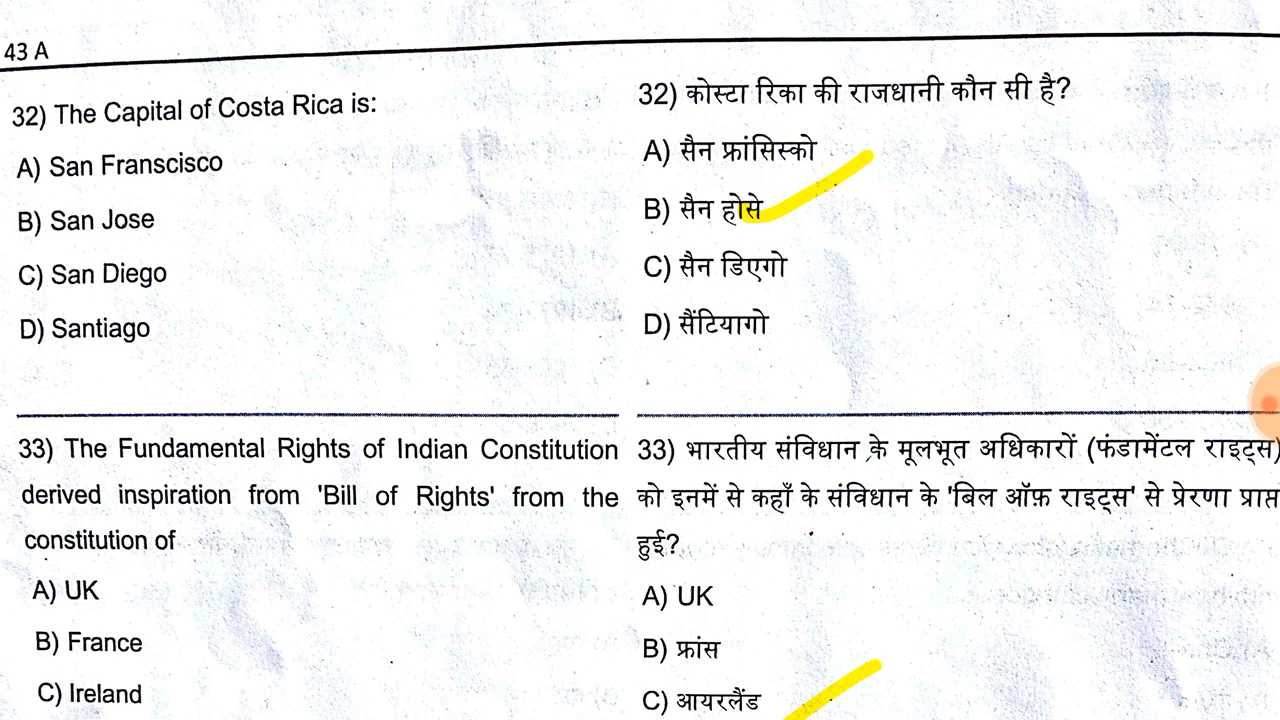 43 A
32) The Capital of Costa Rica is:
A) San Franscisco
B) San Jose
C) San Diego
D) Santiago
33) The Fundamental Rights of Indian Constitution
derived inspiration from 'Bill of Rights' from the
constitution of
A) UK
B) France
C) Ireland
32) कोस्टा रिका की राजधानी कौन सी है?
A) सैन फ्रांसिस्को
B) सैन होसे
C) सैन डिएगो
D) सैंटियागो
33) भारतीय संविधान के मूलभूत अधिकारों (फंडामेंटल राइट्स)
को इनमें से कहाँ के संविधान के 'बिल ऑफ़ राइट्स' से प्रेरणा प्राप्त
हुई?
A) UK
B) फ्रांस
C) आयरलैंड